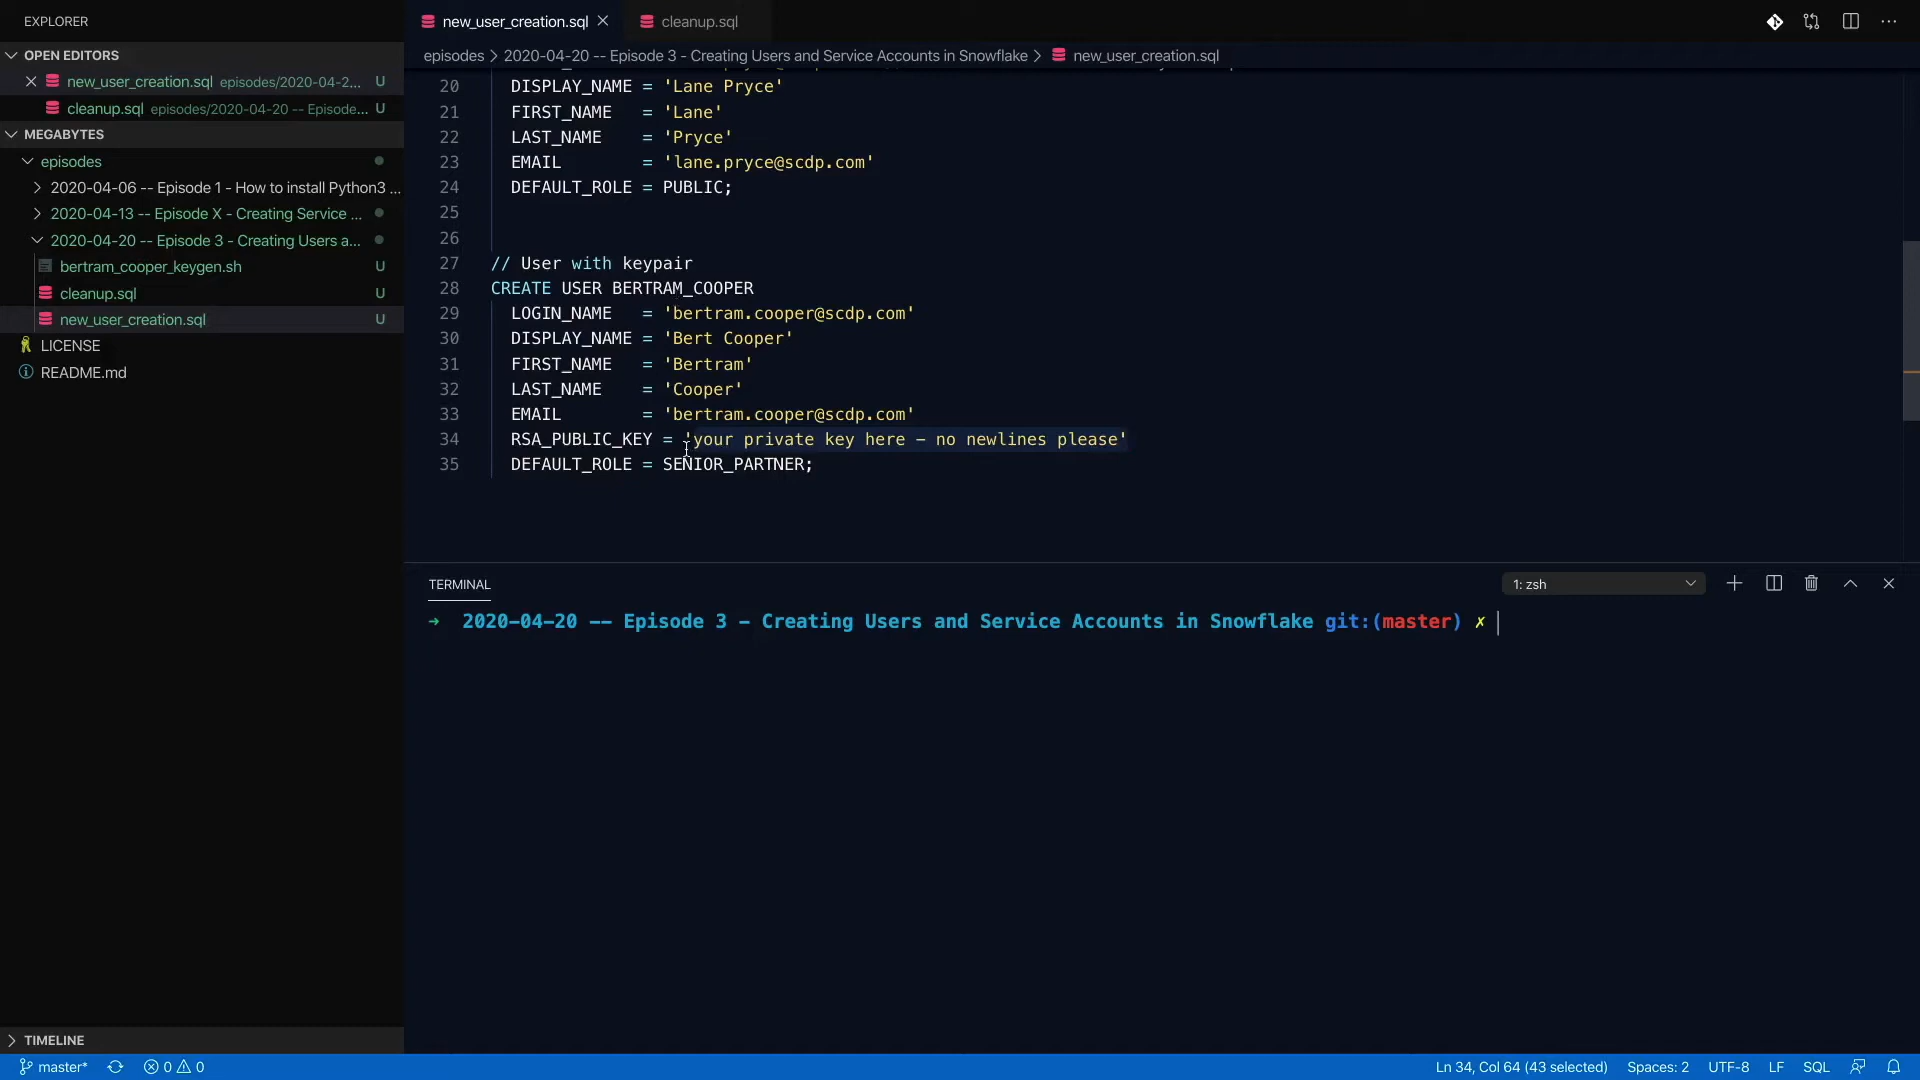 EXPLORER
OPEN EDITORS
new_user_creation.sql episodes/2020-04-2... U
cleanup.sql episodes/2020-04-20 -- Episode... U
MEGABYTES
episodes
2020-04-06 -- Episode 1 - How to install Python3 ...
2020-04-13 -- Episode X - Creating Service ...
2020-04-20 -- Episode 3 - Creating Users a...
bertram_cooper_keygen.sh U
cleanup.sql U
new_user_creation.sql U
LICENSE
README.md
TIMELINE
new_user_creation.sql
cleanup.sql
episodes > 2020-04-20 -- Episode 3 - Creating Users and Service Accounts in Snowflake > new_user_creation.sql
20 DISPLAY_NAME = 'Lane Pryce'
21 FIRST_NAME = 'Lane'
22 LAST_NAME = 'Pryce'
23 EMAIL = 'lane.pryce@scdp.com'
24 DEFAULT_ROLE = PUBLIC;
25
26
27 // User with keypair
28 CREATE USER BERTRAM_COOPER
29 LOGIN_NAME = 'bertram.cooper@scdp.com'
30 DISPLAY_NAME = 'Bert Cooper'
31 FIRST_NAME = 'Bertram'
32 LAST_NAME = 'Cooper'
33 EMAIL = 'bertram.cooper@scdp.com'
34 RSA_PUBLIC_KEY = 'your private key here - no newlines please'
35 DEFAULT_ROLE = SENIOR_PARTNER;
TERMINAL
1: zsh
➜ 2020-04-20 -- Episode 3 - Creating Users and Service Accounts in Snowflake git:(master) ✗
master* 0 0
Ln 34, Col 64 (43 selected) Spaces: 2 UTF-8 LF SQL